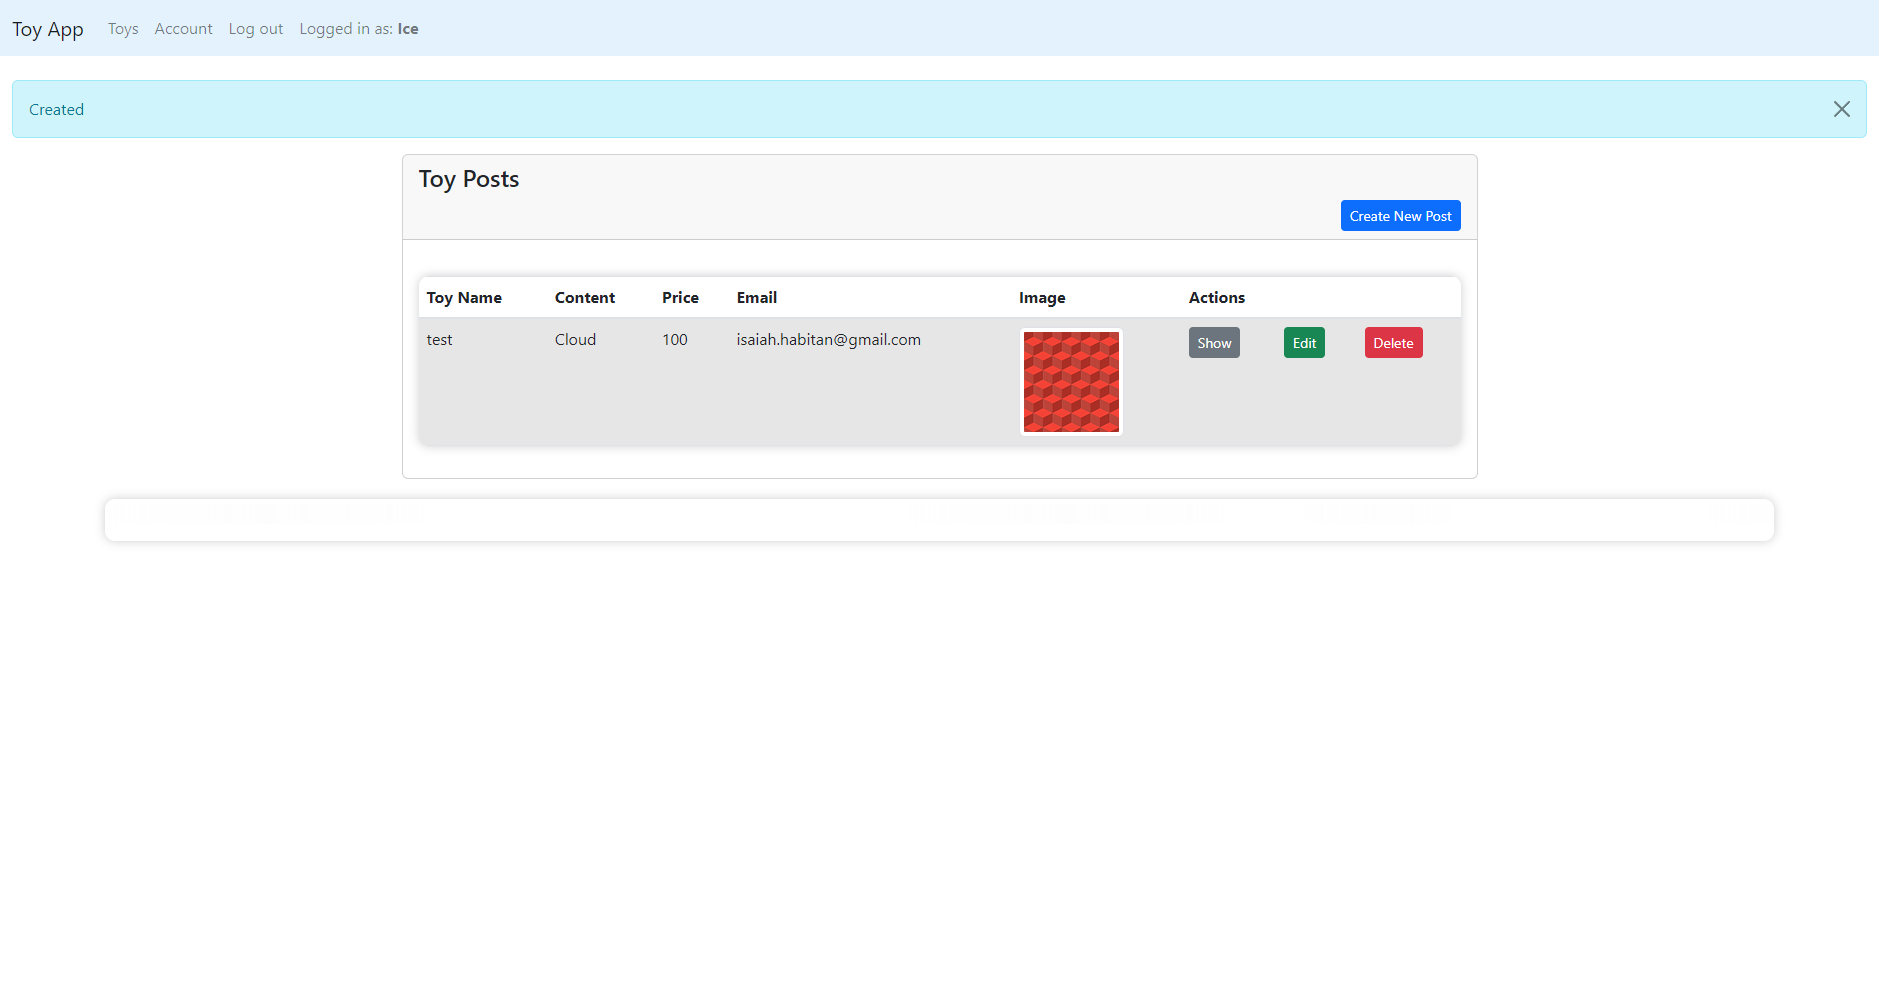 Toy App Toys Account Log out Logged in as: Ice
Created
Toy Posts
Create New Post
Toy Name Content Price Email Image Actions
test Cloud 100 isaiah.habitan@gmail.com Show Edit Delete